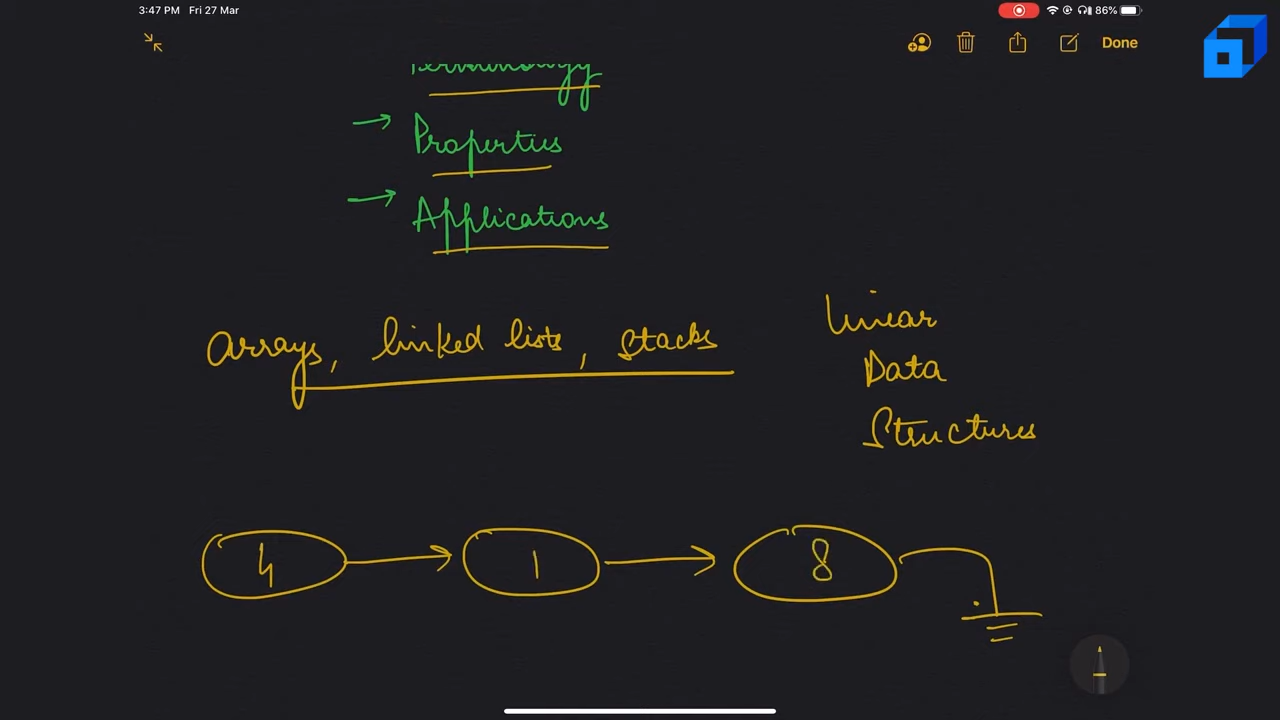 3:47 PM Fri 27 Mar
86%
Done
Terminology
→ Properties
→ Applications
arrays, linked lists, stacks
Linear
Data
Structures
4 → 1 → 8